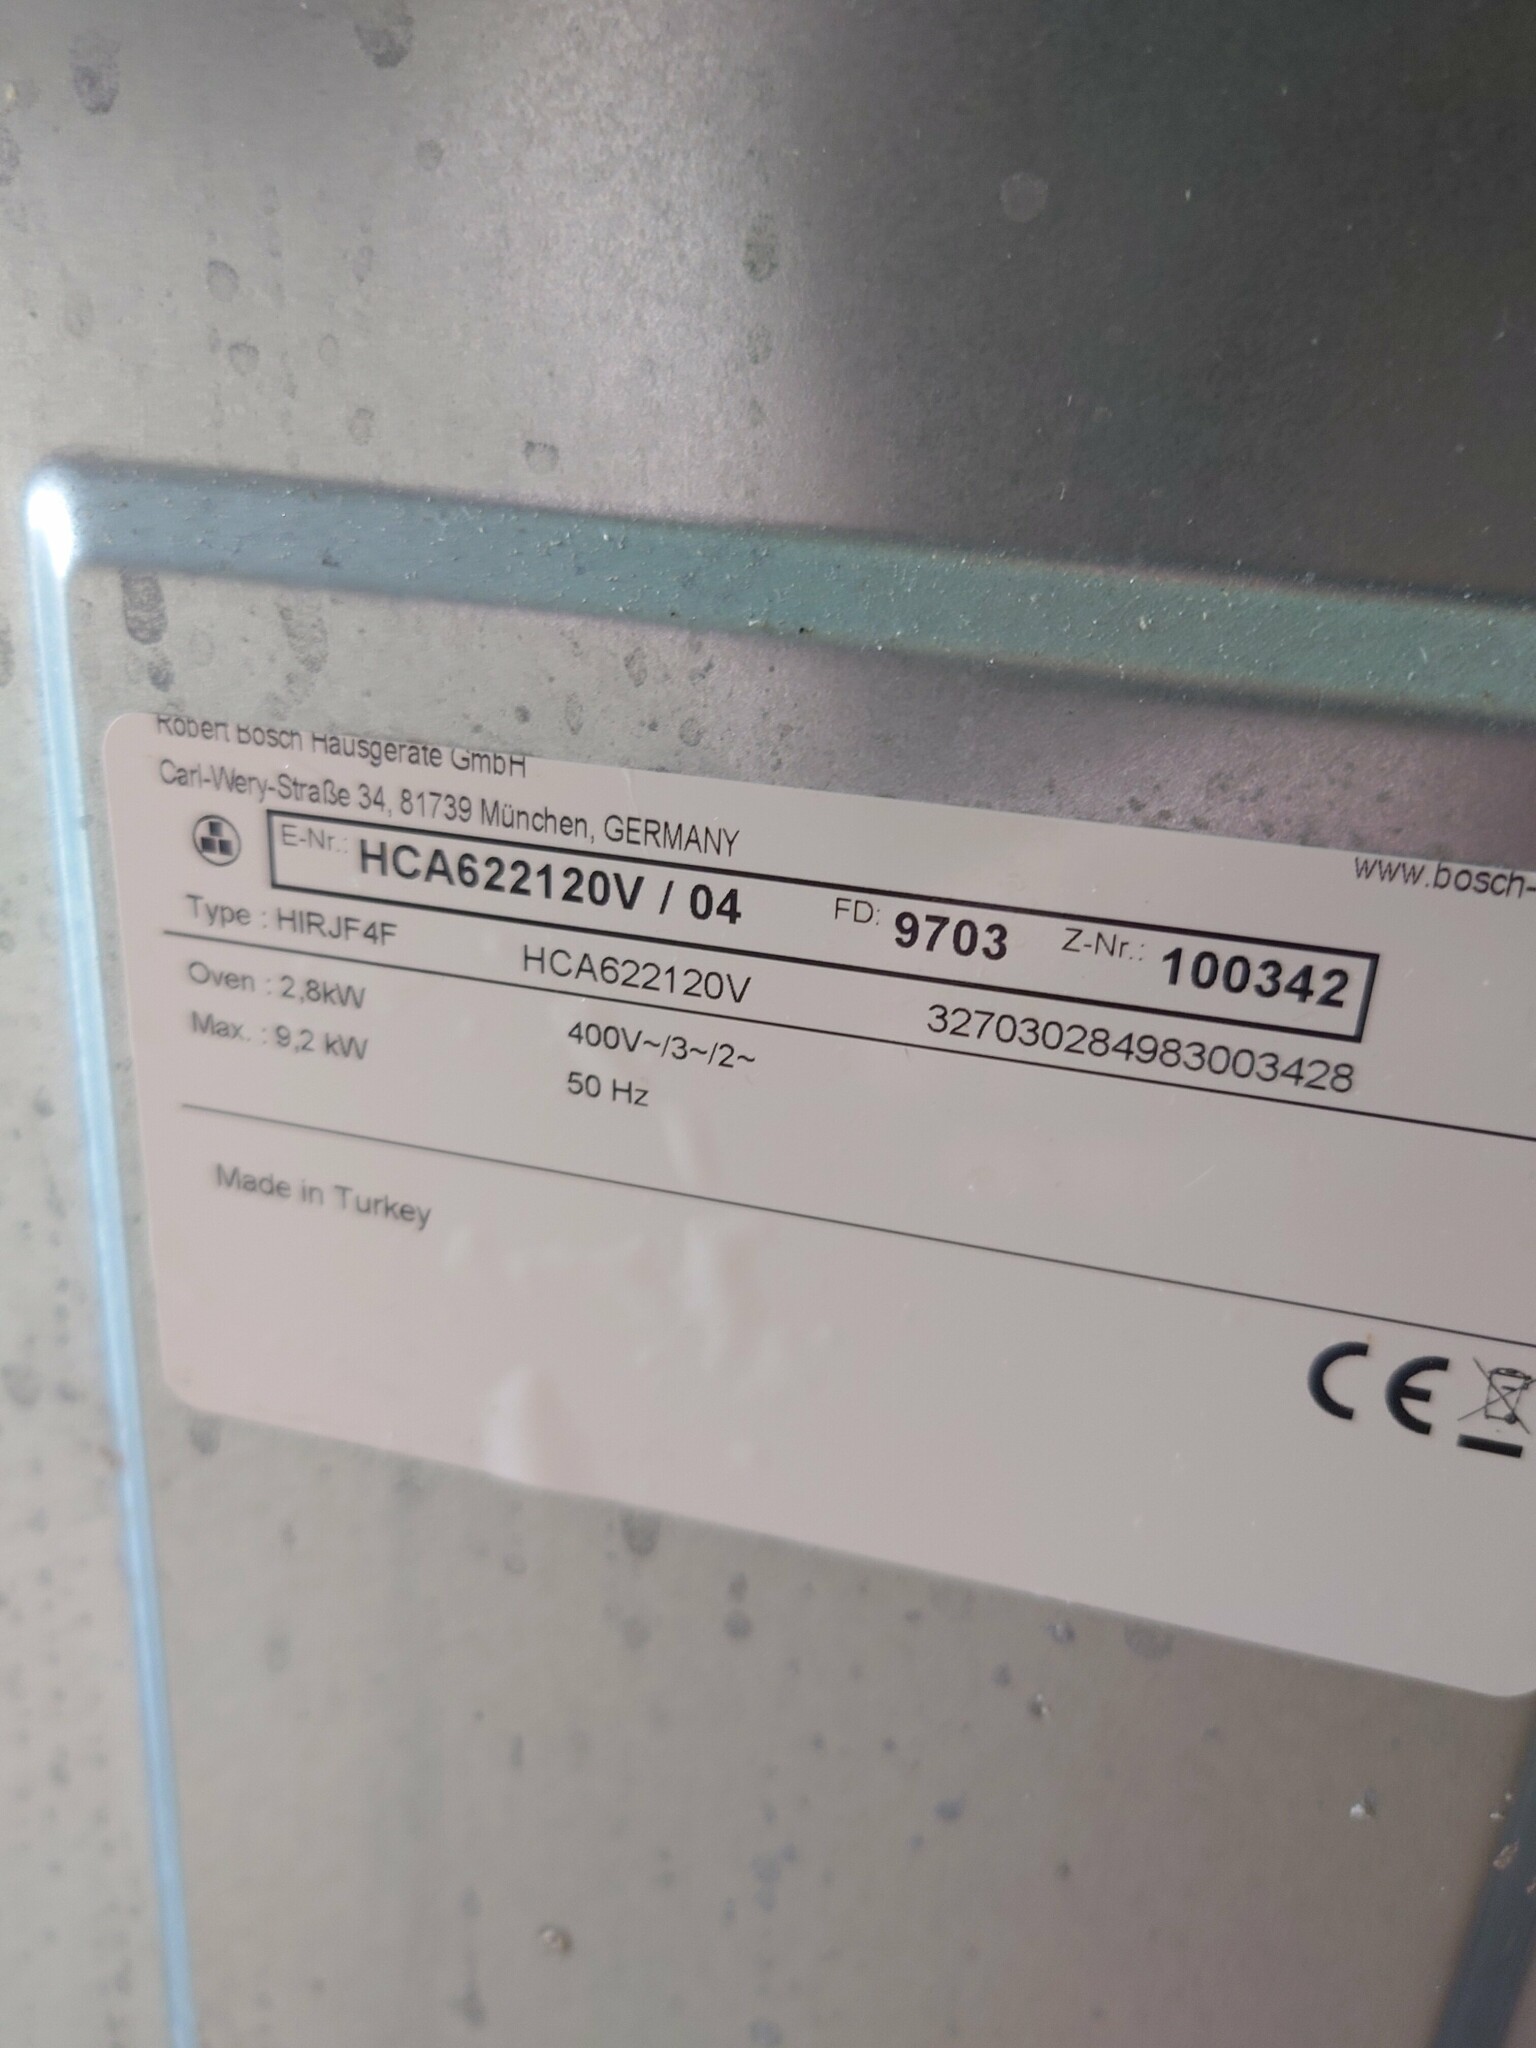 Robert Bosch Hausgeräte GmbH
Carl-Wery-Straße 34, 81739 München, GERMANY
www.bosch-
E-Nr.: HCA622120V / 04 FD: 9703 Z-Nr.: 100342
Type : HIRJF4F HCA622120V 327030284983003428
Oven : 2,8kW 400V~/3~/2~
Max. : 9,2 kW 50 Hz
Made in Turkey
CE